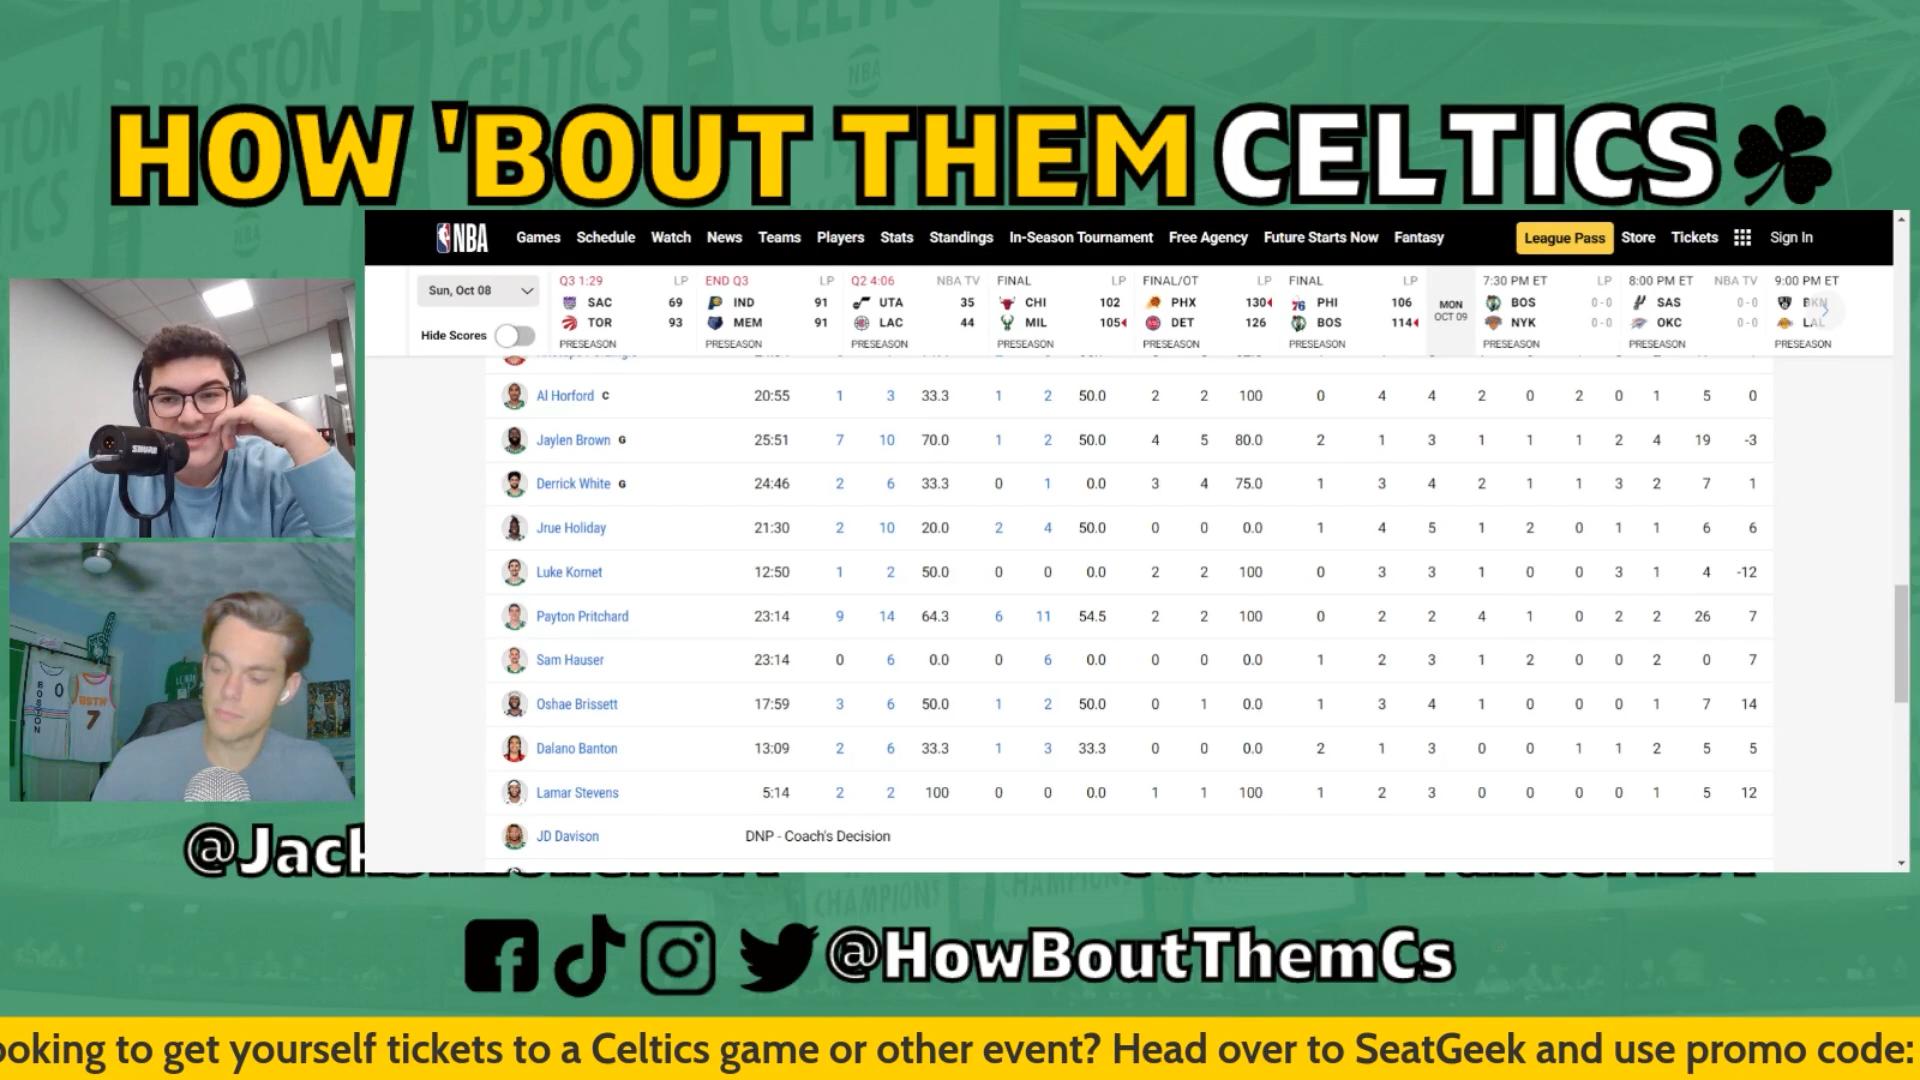 HOW 'BOUT THEM CELTICS
NBA Games Schedule Watch News Teams Players Stats Standings In-Season Tournament Free Agency Future Starts Now Fantasy League Pass Store Tickets Sign In
Sun, Oct 08
Hide Scores
Q3 1:29 LP
SAC 69
TOR 93
PRESEASON
END Q3 LP
IND 91
MEM 91
PRESEASON
Q2 4:06 NBA TV
UTA 35
LAC 44
PRESEASON
FINAL LP
CHI 102
MIL 105
PRESEASON
FINAL/OT LP
PHX 130
DET 126
PRESEASON
FINAL LP
PHI 106
BOS 114
PRESEASON
MON
OCT 09
7:30 PM ET LP
BOS 0-0
NYK 0-0
PRESEASON
8:00 PM ET NBA TV
SAS 0-0
OKC 0-0
PRESEASON
9:00 PM ET
BKN
LAL
PRESEASON
Al Horford C 20:55 1 3 33.3 1 2 50.0 2 2 100 0 4 4 2 0 2 0 1 5 0
Jaylen Brown G 25:51 7 10 70.0 1 2 50.0 4 5 80.0 2 1 3 1 1 1 2 4 19 -3
Derrick White G 24:46 2 6 33.3 0 1 0.0 3 4 75.0 1 3 4 2 1 1 3 2 7 1
Jrue Holiday 21:30 2 10 20.0 2 4 50.0 0 0 0.0 1 4 5 1 2 0 1 1 6 6
Luke Kornet 12:50 1 2 50.0 0 0 0.0 2 2 100 0 3 3 1 0 0 3 1 4 -12
Payton Pritchard 23:14 9 14 64.3 6 11 54.5 2 2 100 0 2 2 4 1 0 2 2 26 7
Sam Hauser 23:14 0 6 0.0 0 6 0.0 0 0 0.0 1 2 3 1 2 0 0 2 0 7
Oshae Brissett 17:59 3 6 50.0 1 2 50.0 0 1 0.0 1 3 4 1 0 0 0 1 7 14
Dalano Banton 13:09 2 6 33.3 1 3 33.3 0 0 0.0 2 1 3 0 0 1 1 2 5 5
Lamar Stevens 5:14 2 2 100 0 0 0.0 1 1 100 1 2 3 0 0 0 0 1 5 12
JD Davison DNP - Coach's Decision
SHURE
BOSTON
0
7
@Jack
@HowBoutThemCs
ooking to get yourself tickets to a Celtics game or other event? Head over to SeatGeek and use promo code:
BOSTON
CELTICS
CHAMPIONS